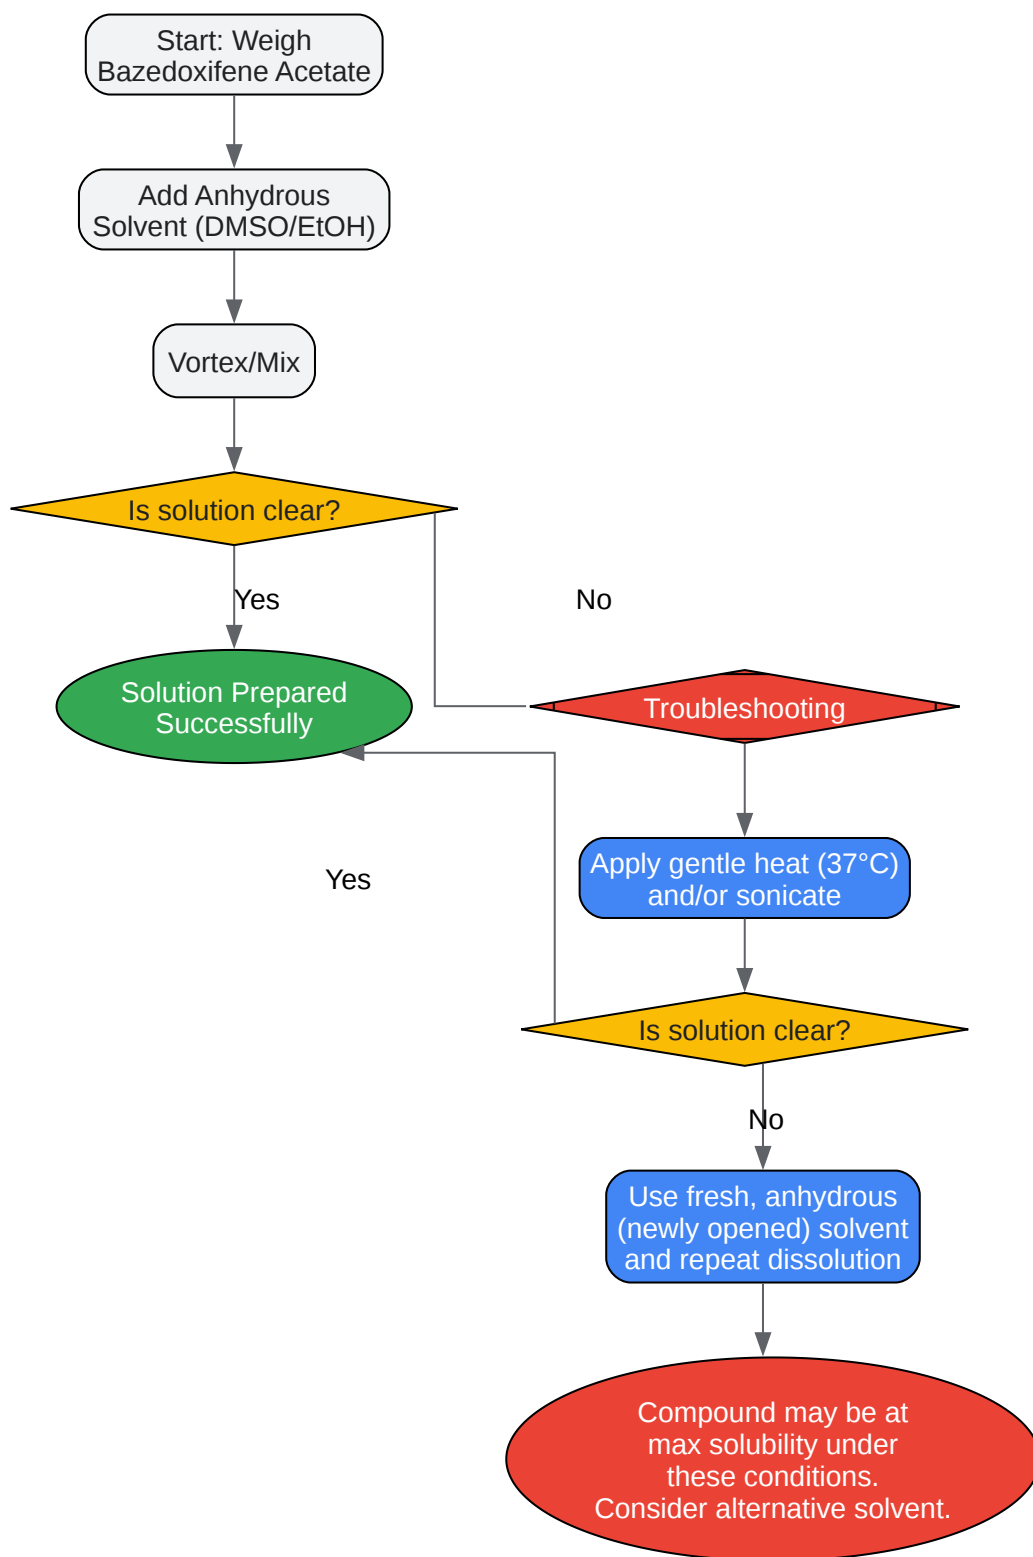 Start: Weigh
Bazedoxifene Acetate
Add Anhydrous
Solvent (DMSO/EtOH)
Vortex/Mix
Is solution clear?
Yes
No
Solution Prepared
Successfully
Troubleshooting
Yes
Apply gentle heat (37°C)
and/or sonicate
Is solution clear?
No
Use fresh, anhydrous
(newly opened) solvent
and repeat dissolution
Compound may be at
max solubility under
these conditions.
Consider alternative solvent.